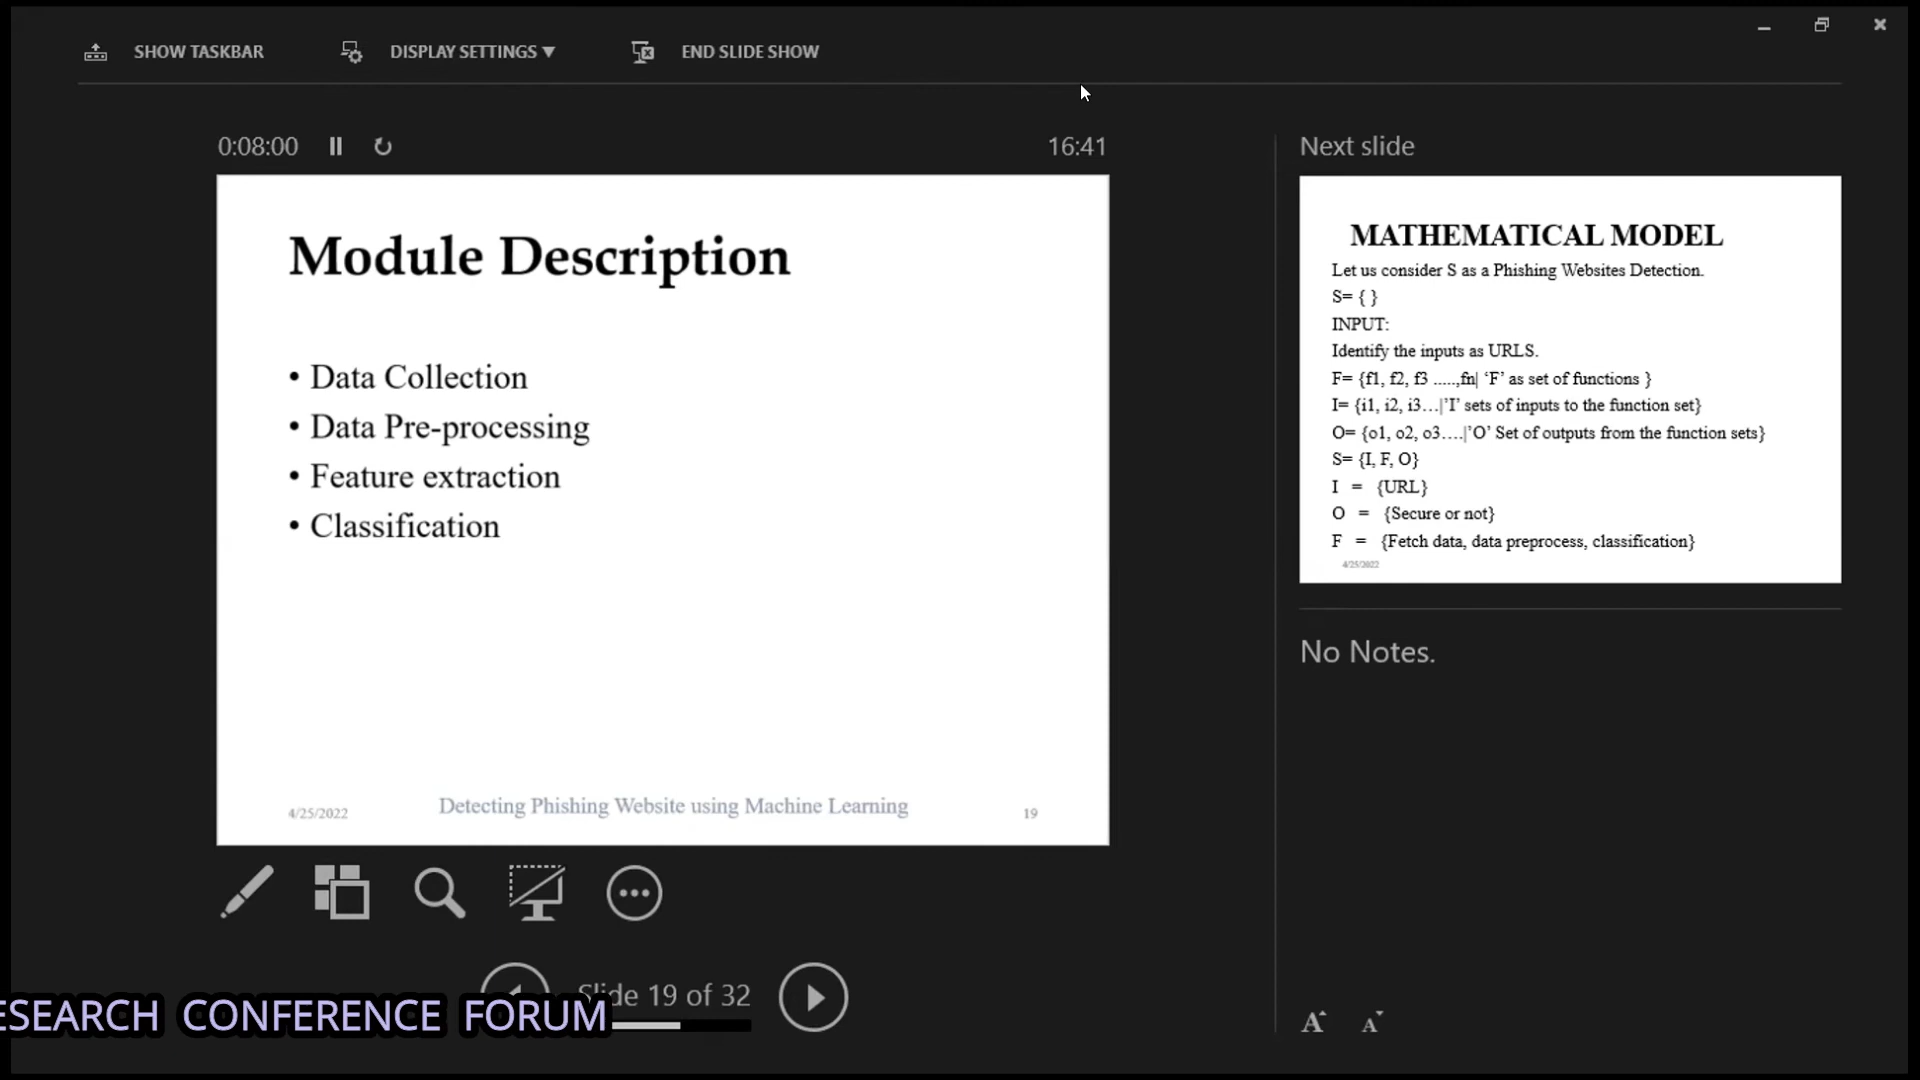 SHOW TASKBAR
DISPLAY SETTINGS ▼
END SLIDE SHOW
0:08:00
16:41
Module Description
• Data Collection
• Data Pre-processing
• Feature extraction
• Classification
4/25/2022
Detecting Phishing Website using Machine Learning
19
Next slide
MATHEMATICAL MODEL
Let us consider S as a Phishing Websites Detection.
S= { }
INPUT:
Identify the inputs as URLS.
F= {f1, f2, f3 .....,fn| ‘F’ as set of functions }
I= {i1, i2, i3…|’I’ sets of inputs to the function set}
O= {o1, o2, o3….|’O’ Set of outputs from the function sets}
S= {I, F, O}
I = {URL}
O = {Secure or not}
F = {Fetch data, data preprocess, classification}
4/25/2022
No Notes.
Slide 19 of 32
ESEARCH CONFERENCE FORUM
A A